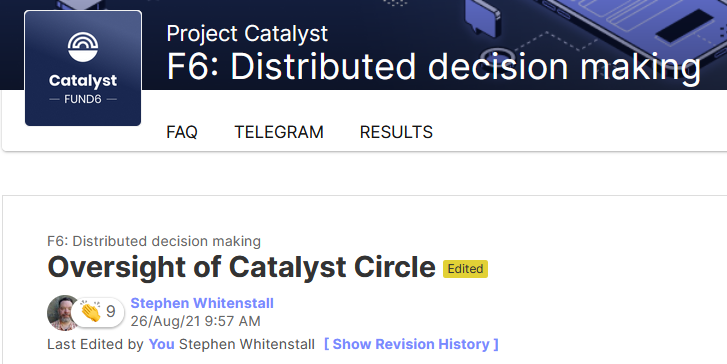 Project Catalyst
F6: Distributed decision making
Catalyst
FUND6
FAQ TELEGRAM RESULTS
F6: Distributed decision making
Oversight of Catalyst Circle Edited
👏 9 Stephen Whitenstall
26/Aug/21 9:57 AM
Last Edited by You Stephen Whitenstall [ Show Revision History ]